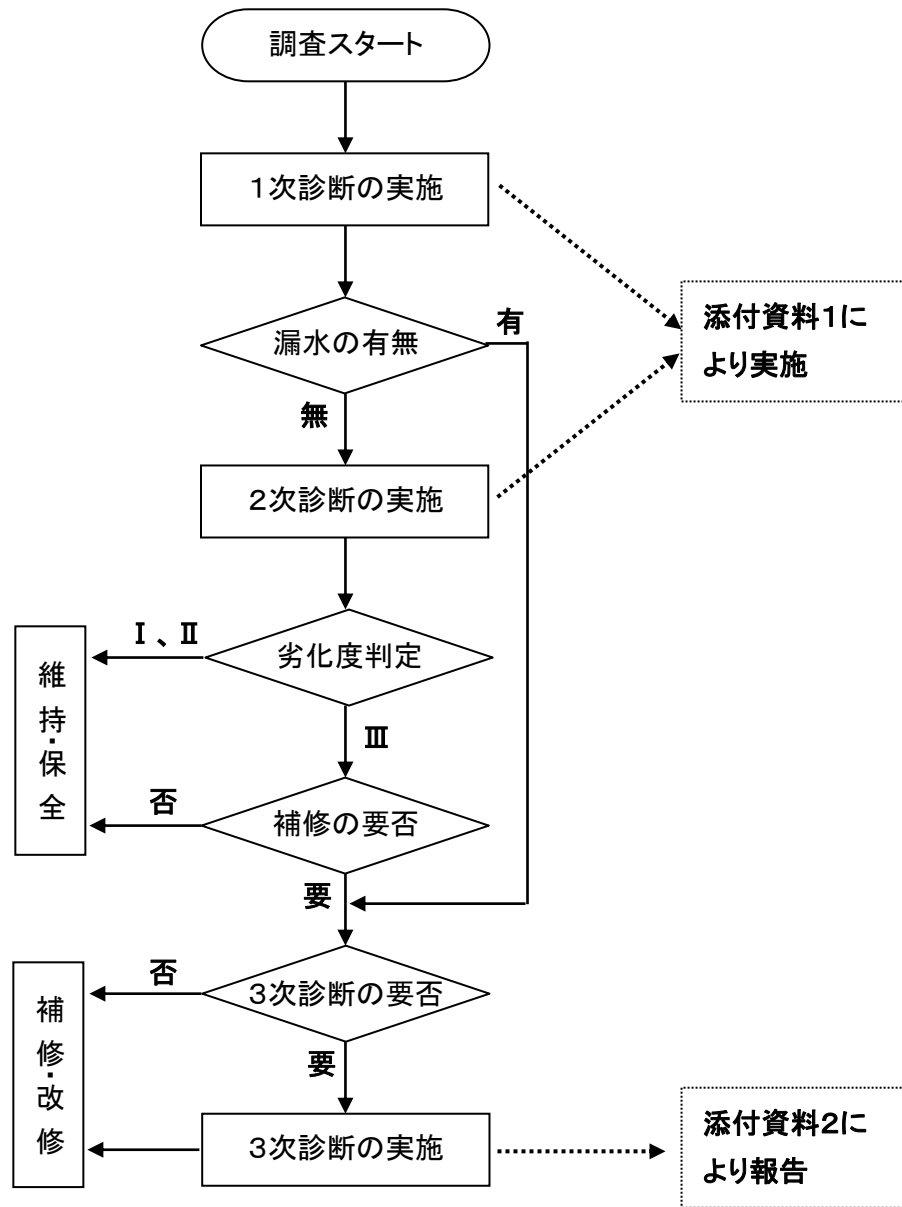 調査スタート
1次診断の実施
漏水の有無
有
添付資料1に
より実施
無
2次診断の実施
Ⅰ、Ⅱ
劣化度判定
維持・保全
Ⅲ
否
補修の要否
要
否
3次診断の要否
補修・改修
要
3次診断の実施
添付資料2に
より報告